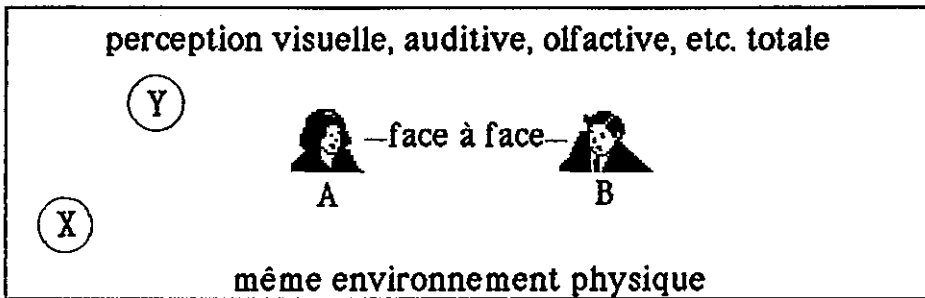 perception visuelle, auditive, olfactive, etc. totale
Y
—face à face—
A B
X
même environnement physique